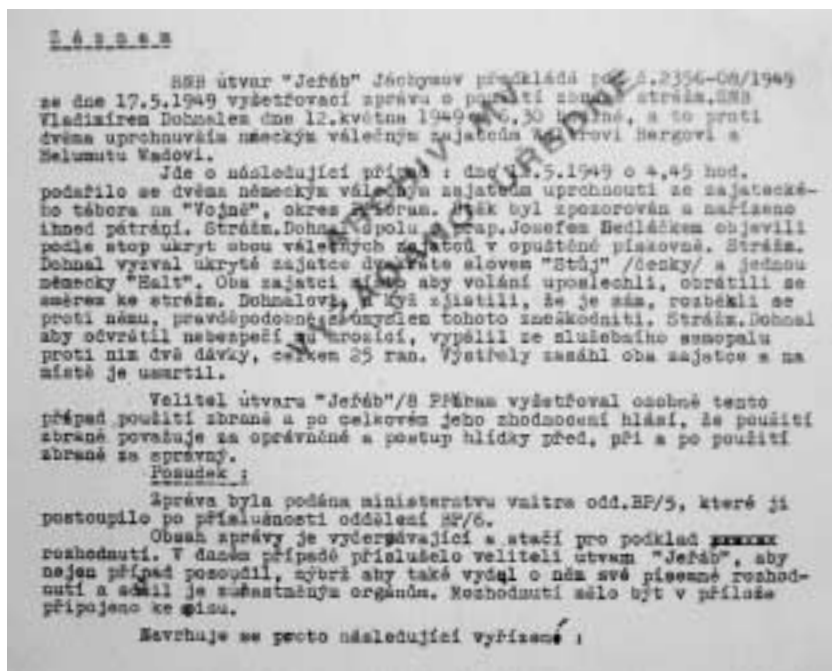 Záznam
SNB útvar "Jeřáb" Jáchymov předkládá pod č.2356-08/1949
ze dne 17.5.1949 vyšetřovací zprávu o použití zbraně strážm.SNB
Vladimírem Dohnalem dne 12.května 1949 o 6,30 hodině, a to proti
dvěma uprchnuvším německým válečným zajatcům Bergovi a
Helumutu Wadovi.
Jde o následující případ : dne 12.5.1949 o 4,45 hod.
podařilo se dvěma německým válečným zajatcům uprchnouti ze zajatecké-
ho tábora na "Vojně", okres Příbram. Útěk byl zpozorován a nařízeno
ihned pátrání. Strážm.Dohnal spolu s prap.Josefem Sedláčkem objevili
podle stop ukryt obou válečných zajatců v opuštěné pískovně. Strážm.
Dohnal vyzval ukryté zajatce dvakráte slovem "Stůj" /česky/ a jednou
německy "Halt". Oba zajatci místo aby volání uposlechli, obrátili se
směrem ke strážm. Dohnalovi, a když zjistili, že je sám, rozběhli se
proti němu, pravděpodobně s úmyslem tohoto zneškodniti. Strážm.Dohnal
aby odvrátil nebezpečí mu hrozící, vypálil ze služebního samopalu
proti nim dvě dávky, celkem 25 ran. Výstřely zasáhl oba zajatce a na
místě je usmrtil.
Velitel útvaru "Jeřáb"/8 Příbram vyšetřoval osobně tento
případ použití zbraně a po celkovém jeho zhodnocení hlásí, že použití
zbraně považuje za oprávněné a postup hlídky před, při a po použití
zbraně za správný.
Posudek :
Zpráva byla podána ministerstvu vnitra odd.BP/5, které ji
postoupilo po příslušnosti oddělení BP/6.
Obsah zprávy je vyčerpávající a stačí pro podklad xxxxxx
rozhodnutí. V daném případě příslušelo veliteli útvaru "Jeřáb", aby
nejen případ posoudil, nýbrž aby také vydal o něm své písemné rozhod-
nutí a sdělil je zúčastněným orgánům. Rozhodnutí mělo být v příloze
připojeno ke spisu.
Navrhuje se proto následující vyřízení :
ARCHIV MV
VYŽÁDÁNO ÚŘEDNĚ